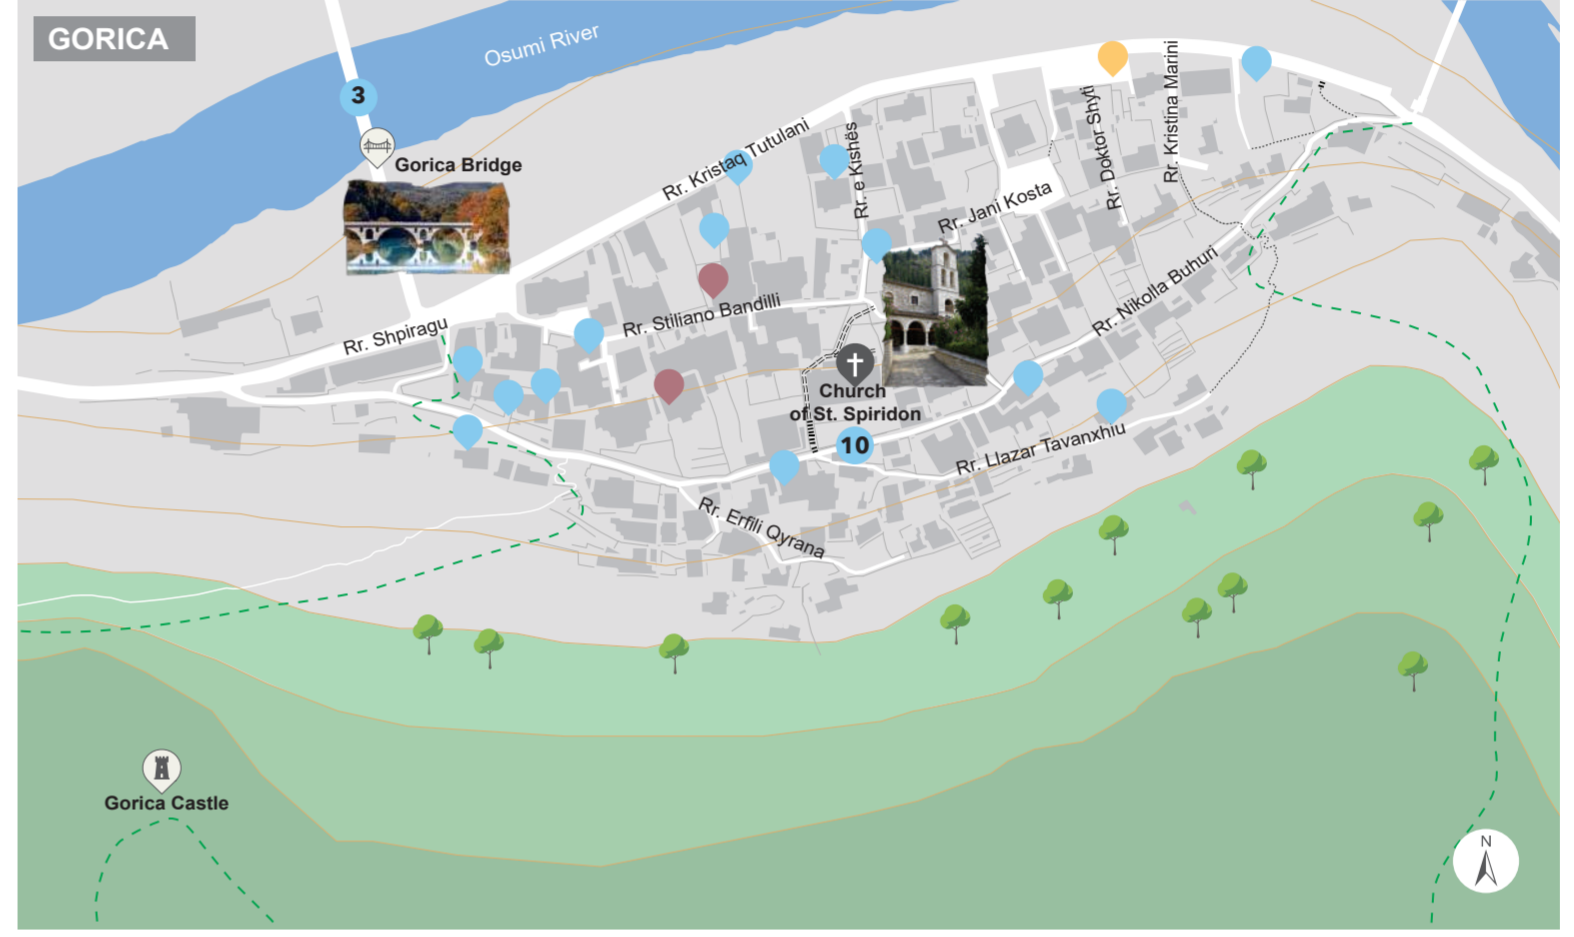 GORICA
Osumi River
3
Gorica Bridge
Rr. Kristaq Tutulani
Rr. e Kishës
Rr. Doktor Shyti
Rr. Kristina Marini
Rr. Jani Kosta
Rr. Nikolla Buhuri
Rr. Stiliano Bandilli
Rr. Shpiragu
Church
of St. Spiridon
10
Rr. Llazar Tavanxhiu
Rr. Erfili Qyrana
Gorica Castle
N